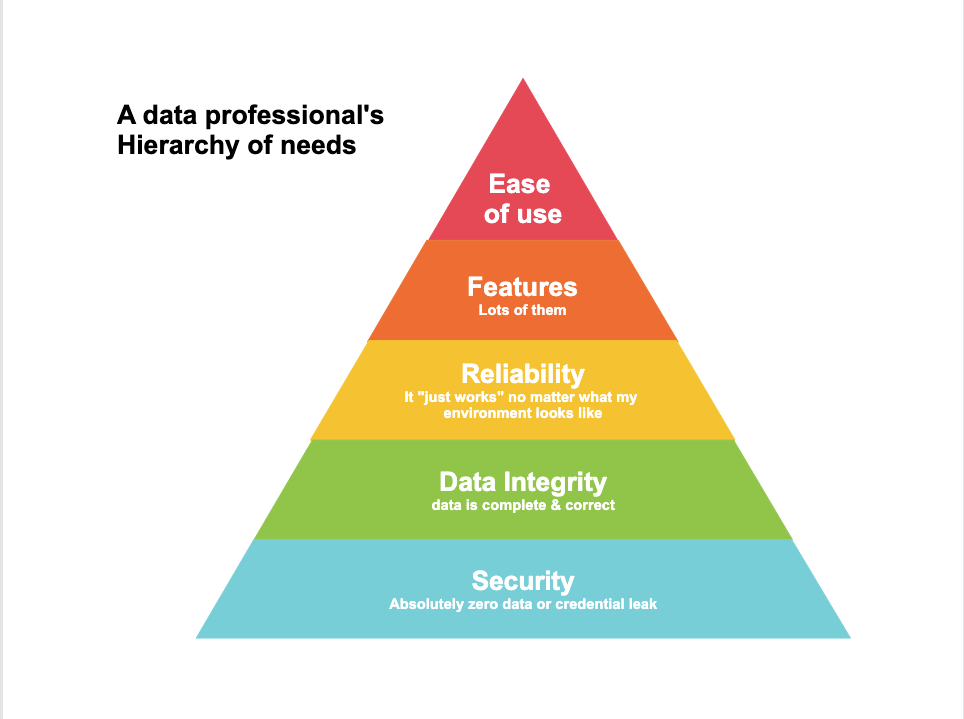 A data professional's
Hierarchy of needs
Ease
of use
Features
Lots of them
Reliability
It "just works" no matter what my
environment looks like
Data Integrity
data is complete & correct
Security
Absolutely zero data or credential leak